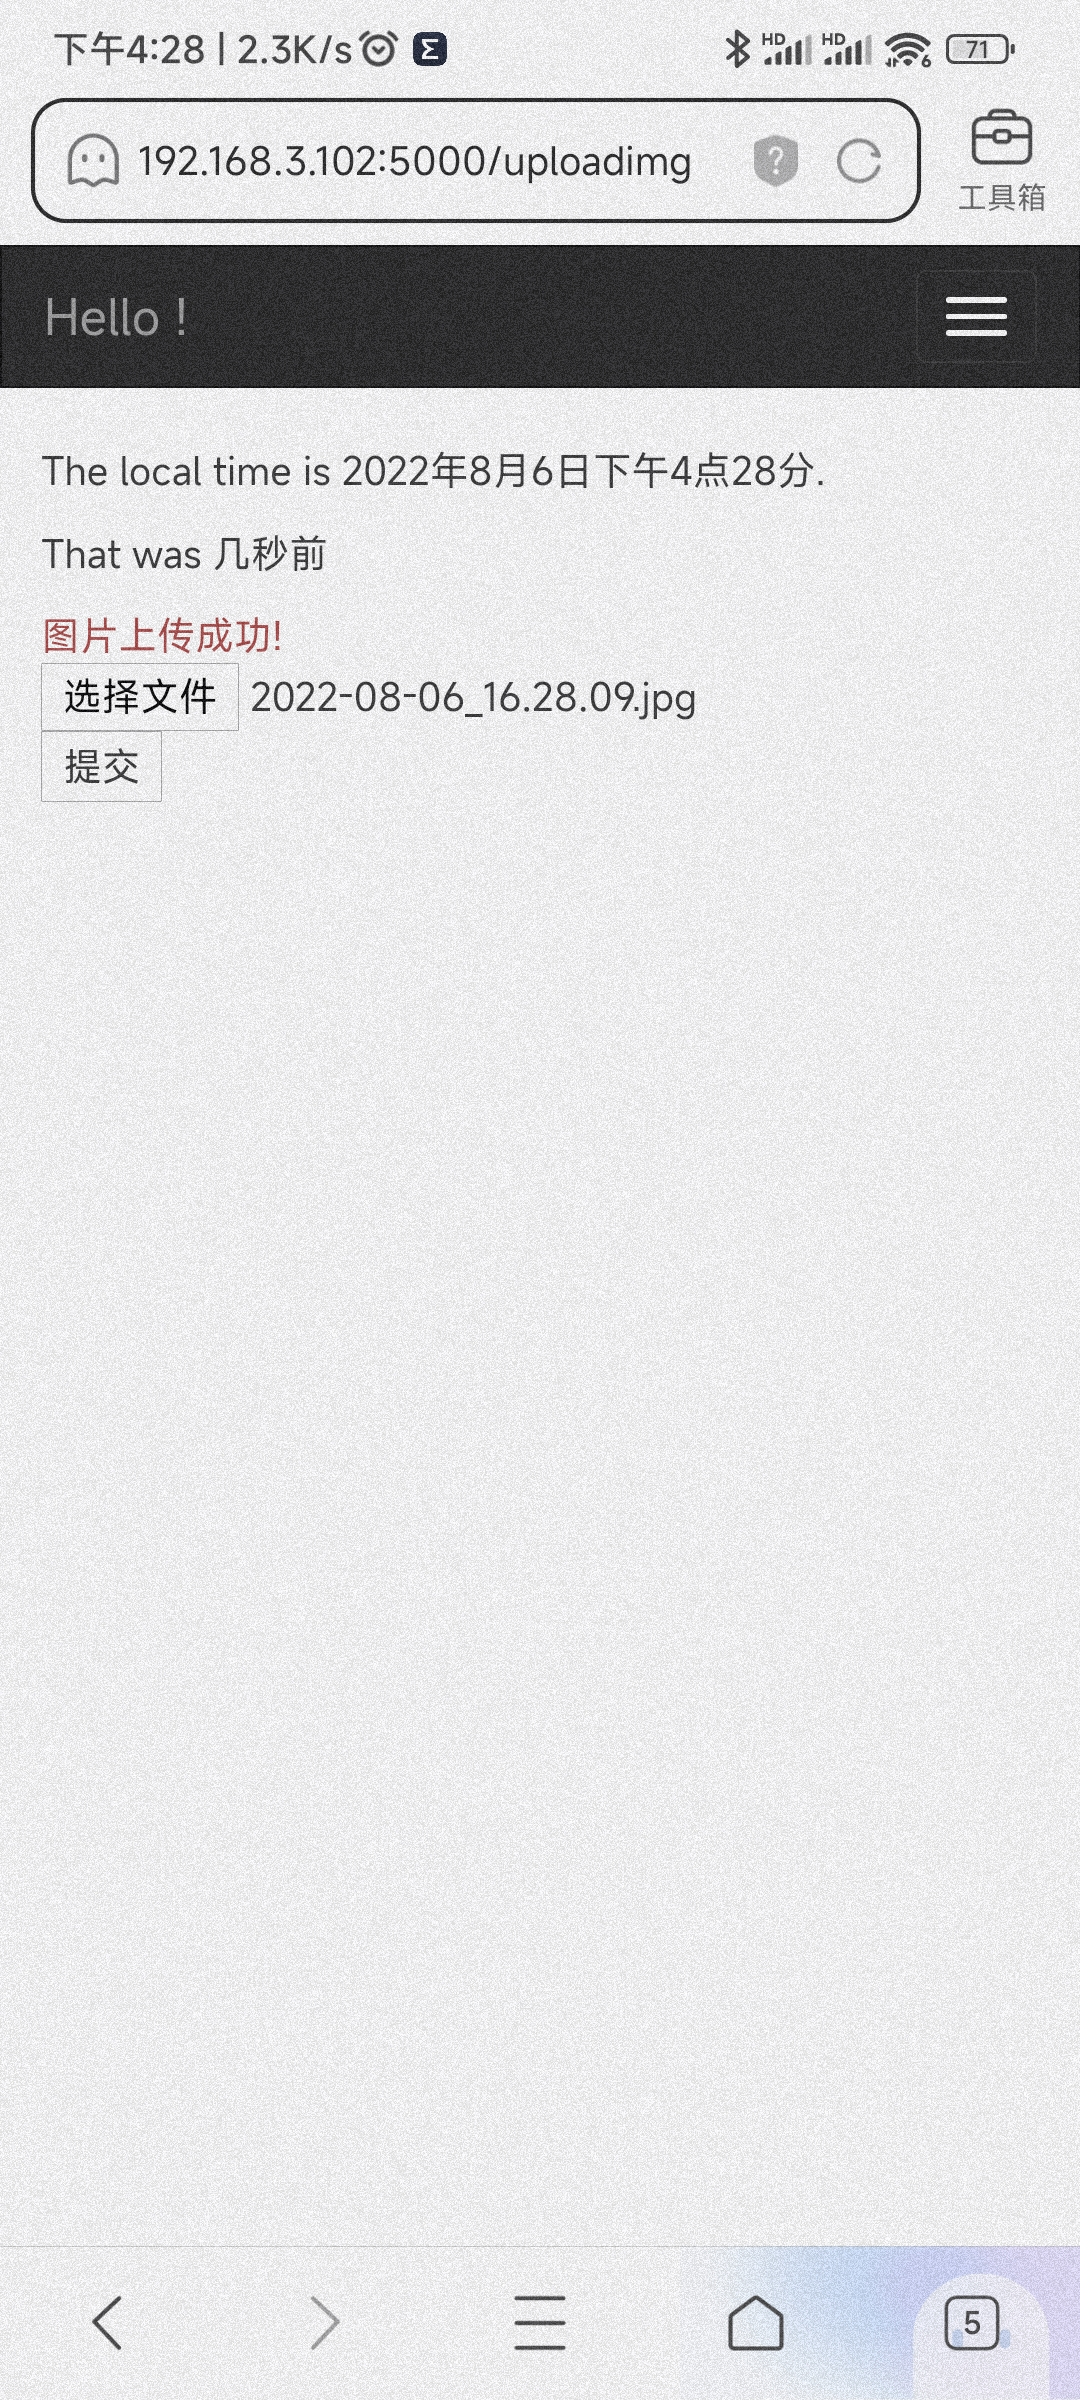 下午4:28 | 2.3K/s Σ HD HD 6 71
192.168.3.102:5000/uploadimg ?
工具箱
Hello !
The local time is 2022年8月6日下午4点28分.
That was 几秒前
图片上传成功!
选择文件 2022-08-06_16.28.09.jpg
提交
5